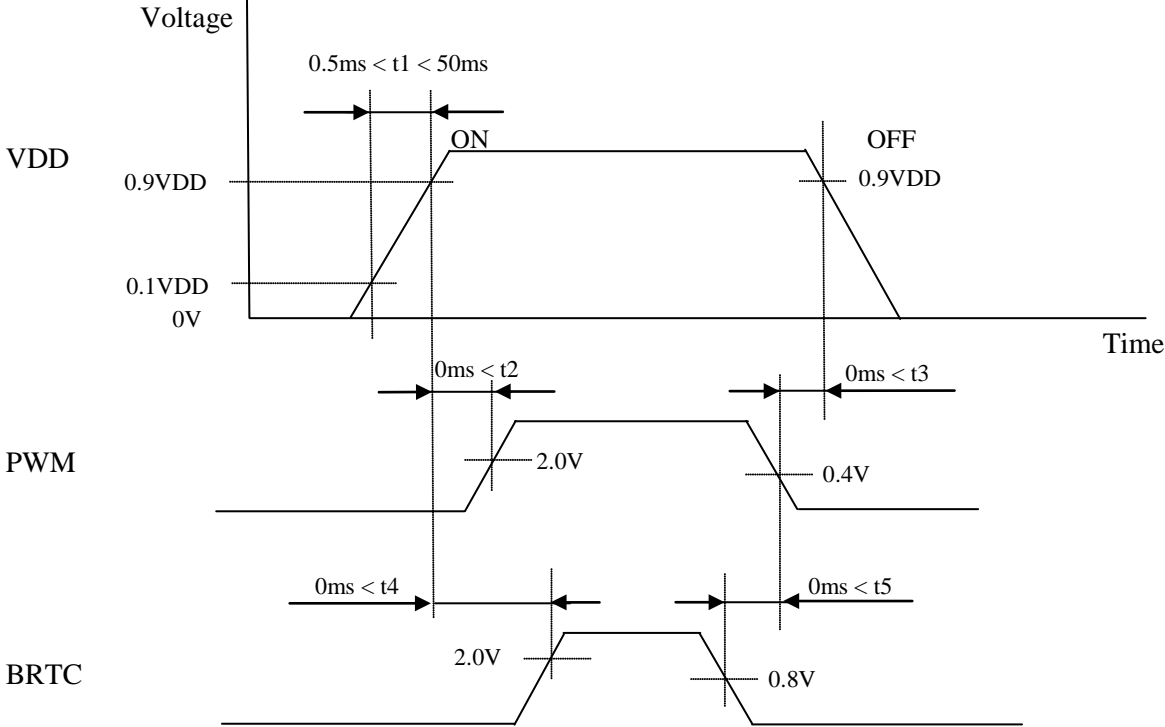 Voltage
0.5ms < t1 < 50ms
ON
OFF
VDD
0.9VDD
0.9VDD
0.1VDD
0V
Time
0ms < t2
0ms < t3
PWM
2.0V
0.4V
0ms < t4
0ms < t5
2.0V
BRTC
0.8V